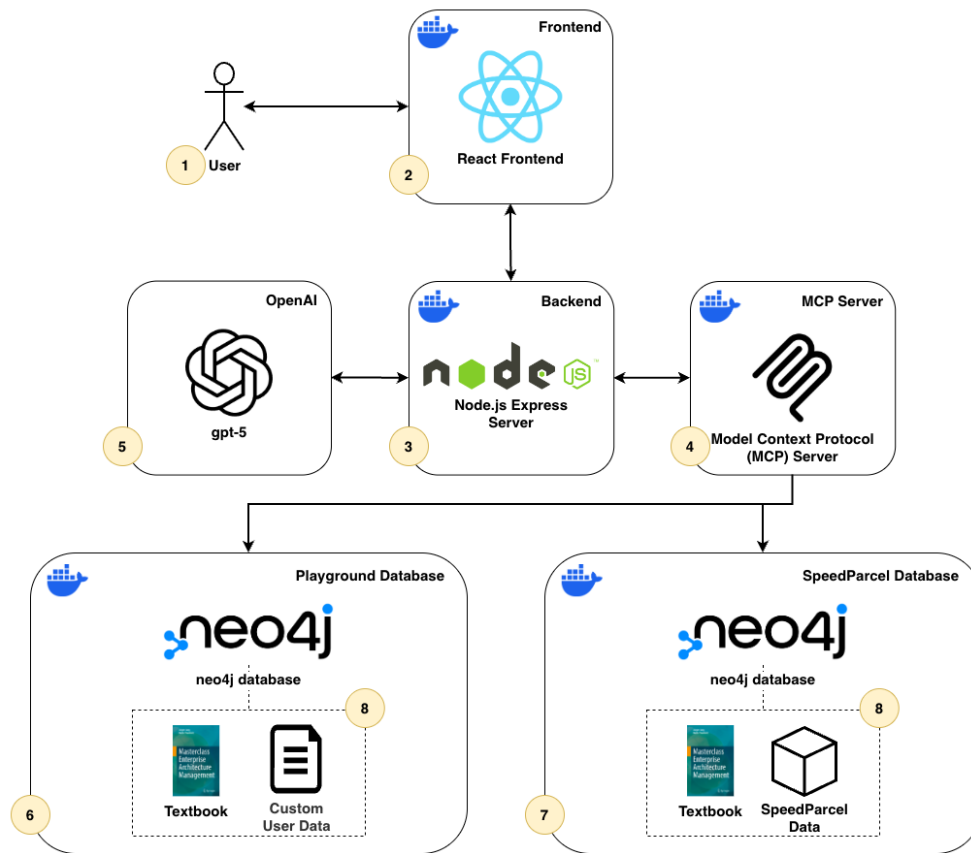 Frontend
React Frontend
1
User
2
OpenAI
gpt-5
5
Backend
node
JS
Node.js Express
Server
3
MCP Server
Model Context Protocol
(MCP) Server
4
Playground Database
neo4j
neo4j database
8
Masterclass
Enterprise
Architecture
Management
Textbook
Custom
User Data
6
SpeedParcel Database
neo4j
neo4j database
8
Masterclass
Enterprise
Architecture
Management
Textbook
SpeedParcel
Data
7